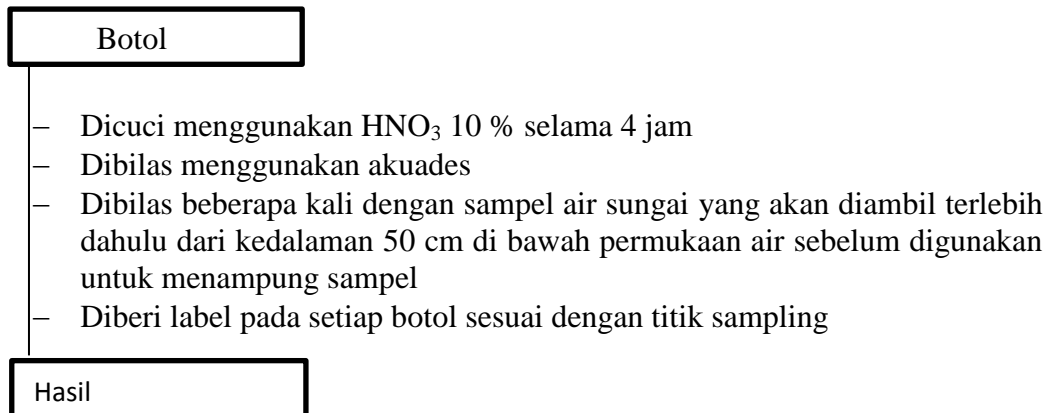 Botol
– Dicuci menggunakan HNO₃ 10 % selama 4 jam
– Dibilas menggunakan akuades
– Dibilas beberapa kali dengan sampel air sungai yang akan diambil terlebih
dahulu dari kedalaman 50 cm di bawah permukaan air sebelum digunakan
untuk menampung sampel
– Diberi label pada setiap botol sesuai dengan titik sampling
Hasil